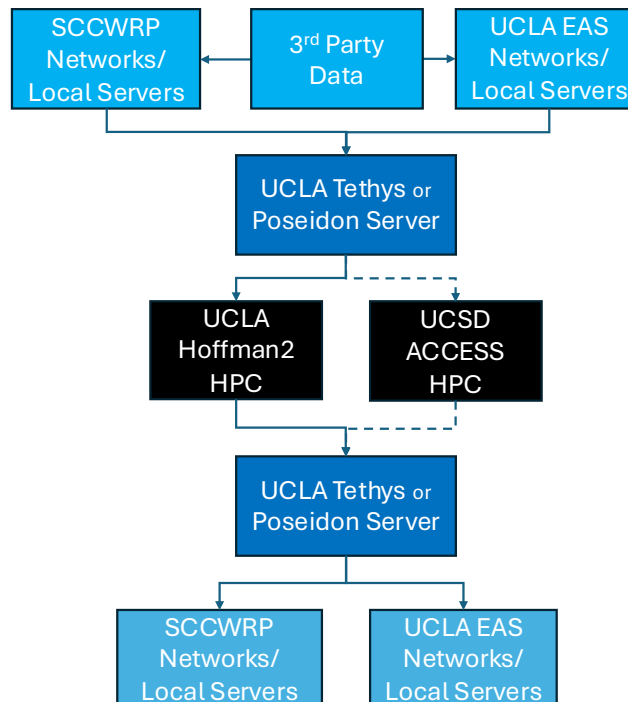 SCCWRP
Networks/
Local Servers
3rd Party
Data
UCLA EAS
Networks/
Local Servers
UCLA Tethys or
Poseidon Server
UCLA
Hoffman2
HPC
UCSD
ACCESS
HPC
UCLA Tethys or
Poseidon Server
SCCWRP
Networks/
Local Servers
UCLA EAS
Networks/
Local Servers